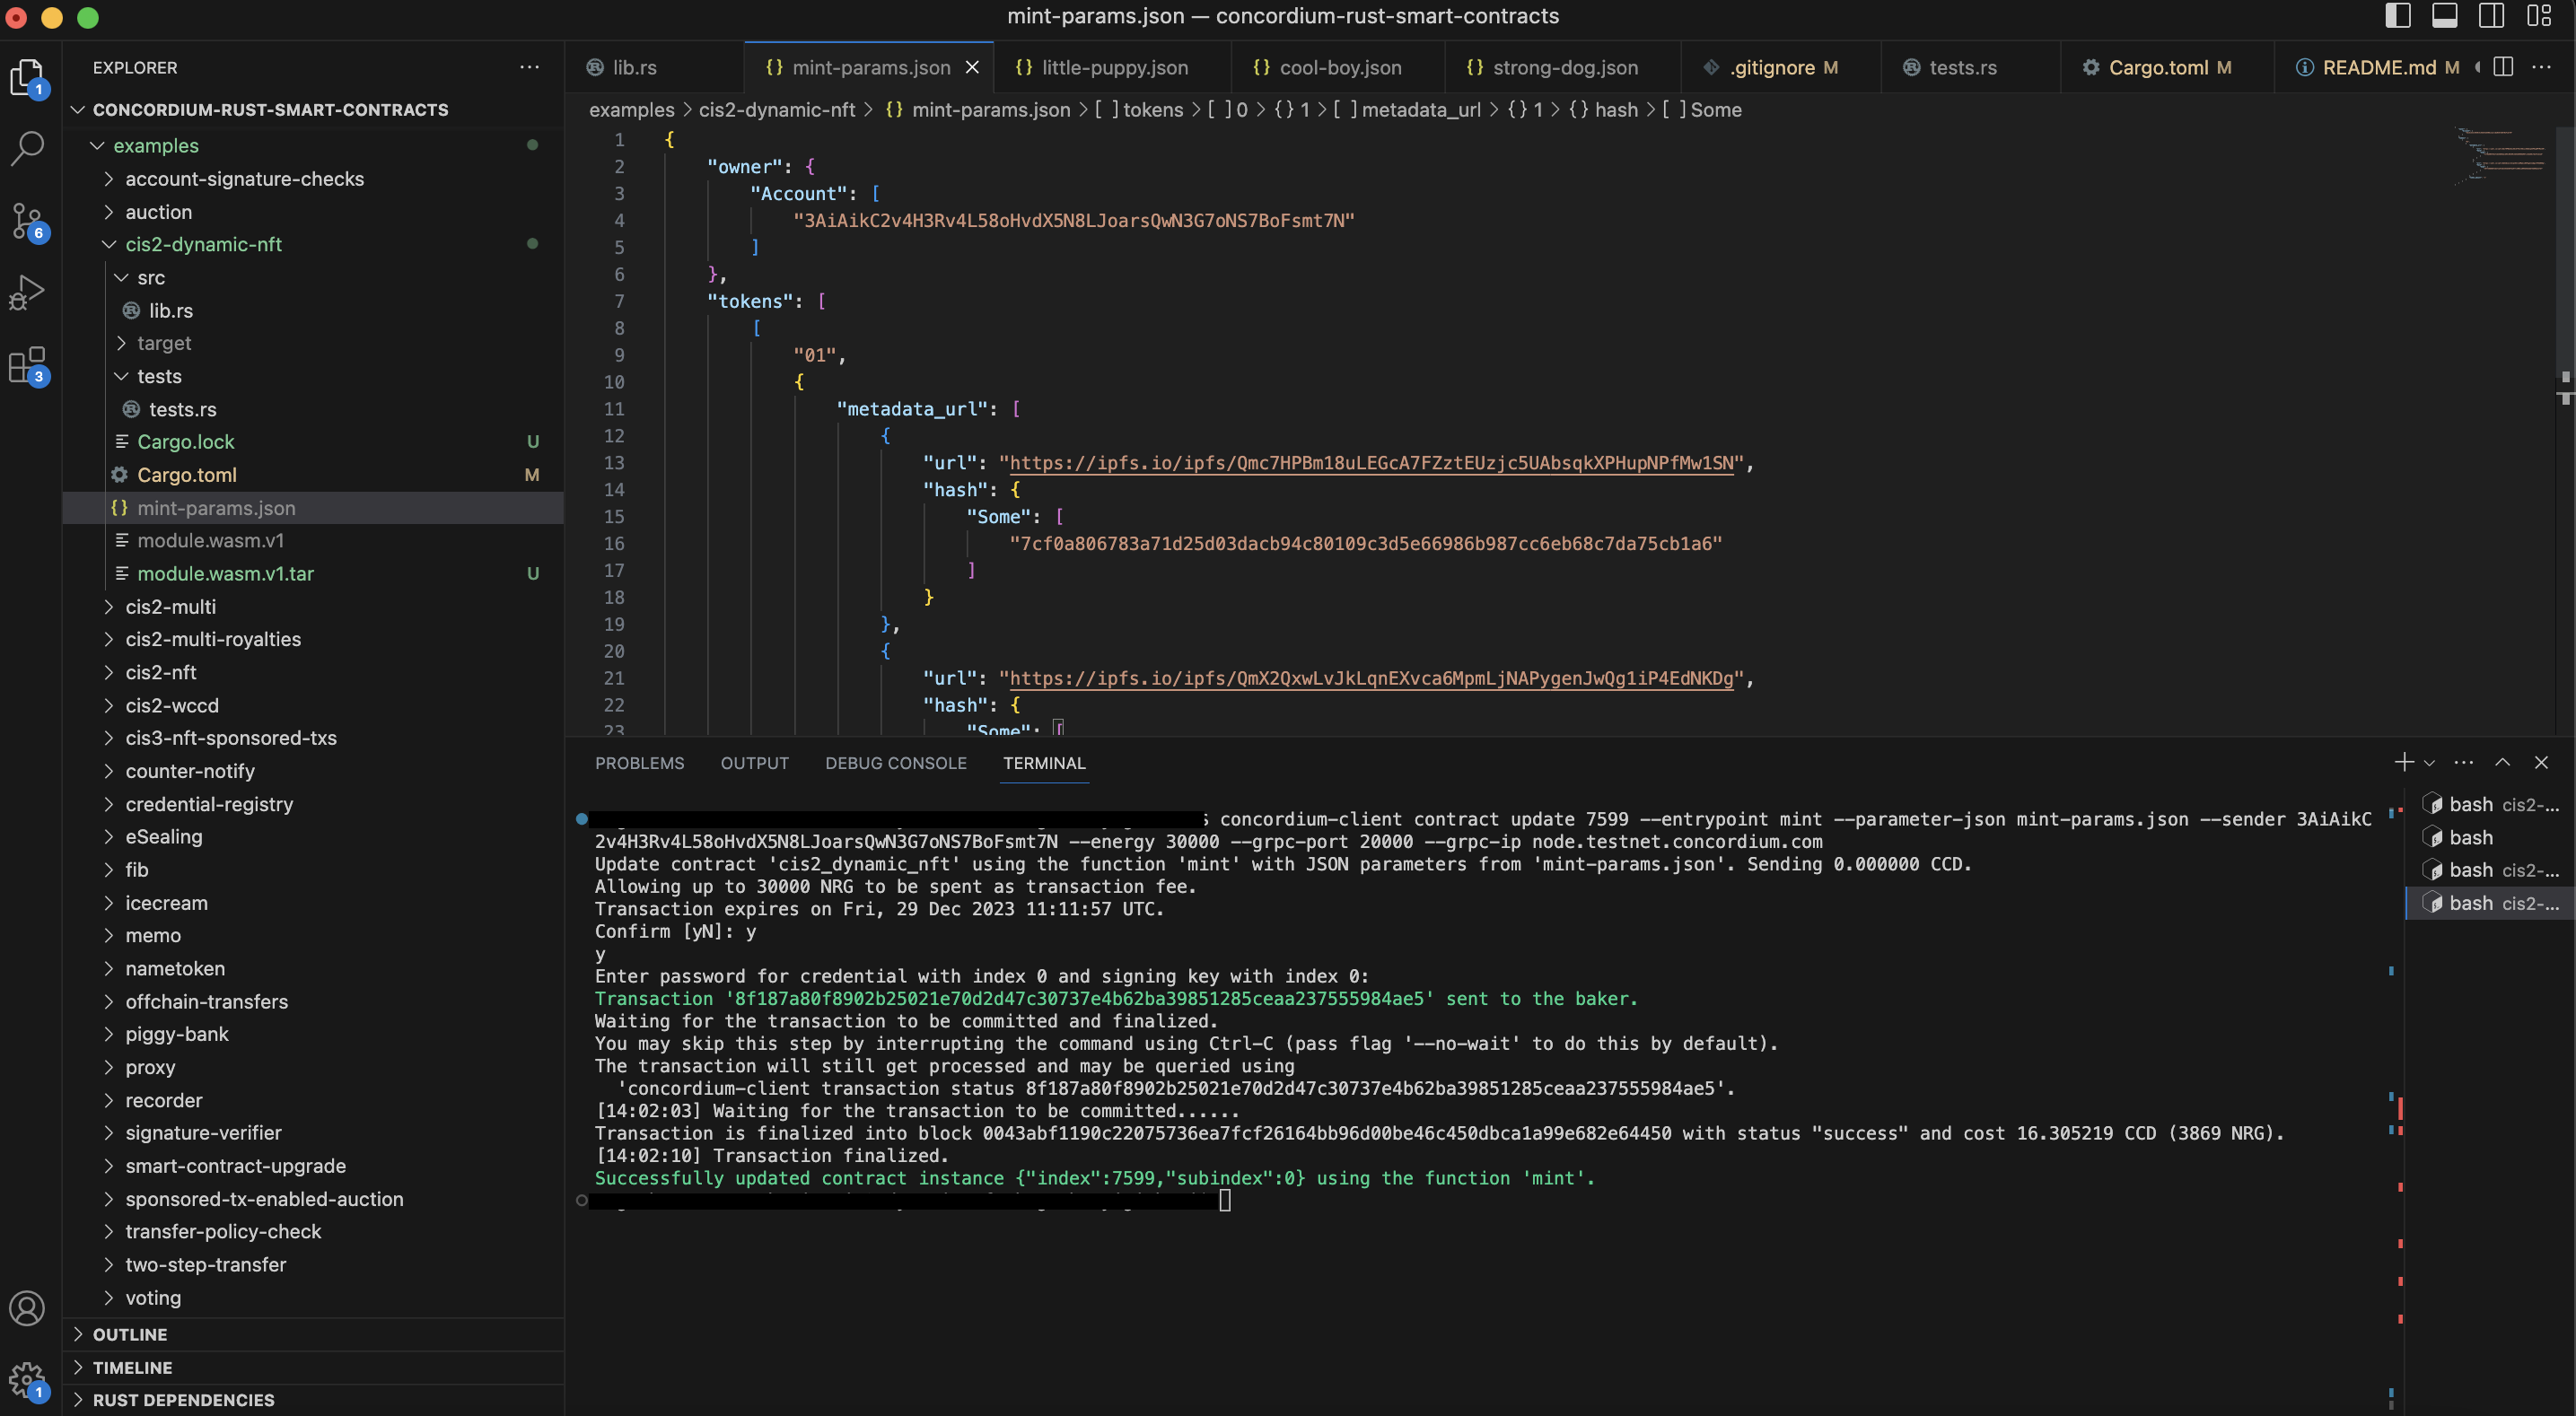 mint-params.json — concordium-rust-smart-contracts
EXPLORER
CONCORDIUM-RUST-SMART-CONTRACTS
examples
account-signature-checks
auction
cis2-dynamic-nft
src
lib.rs
target
tests
tests.rs
Cargo.lock U
Cargo.toml M
mint-params.json
module.wasm.v1
module.wasm.v1.tar U
cis2-multi
cis2-multi-royalties
cis2-nft
cis2-wccd
cis3-nft-sponsored-txs
counter-notify
credential-registry
eSealing
fib
icecream
memo
nametoken
offchain-transfers
piggy-bank
proxy
recorder
signature-verifier
smart-contract-upgrade
sponsored-tx-enabled-auction
transfer-policy-check
two-step-transfer
voting
OUTLINE
TIMELINE
RUST DEPENDENCIES
1
6
3
1
lib.rs {} mint-params.json {} little-puppy.json {} cool-boy.json {} strong-dog.json .gitignore M tests.rs Cargo.toml M README.md M
examples > cis2-dynamic-nft > {} mint-params.json > [ ] tokens > [ ] 0 > {} 1 > [ ] metadata_url > {} 1 > {} hash > [ ] Some
1 {
2 "owner": {
3 "Account": [
4 "3AiAikC2v4H3Rv4L58oHvdX5N8LJoarsQwN3G7oNS7BoFsmt7N"
5 ]
6 },
7 "tokens": [
8 [
9 "01",
10 {
11 "metadata_url": [
12 {
13 "url": "https://ipfs.io/ipfs/Qmc7HPBm18uLEGcA7FZztEUzjc5UAbsqkXPHupNPfMw1SN",
14 "hash": {
15 "Some": [
16 "7cf0a806783a71d25d03dacb94c80109c3d5e66986b987cc6eb68c7da75cb1a6"
17 ]
18 }
19 },
20 {
21 "url": "https://ipfs.io/ipfs/QmX2QxwLvJkLqnEXvca6MpmLjNAPygenJwQg1iP4EdNKDg",
22 "hash": {
23 "Some": [
PROBLEMS OUTPUT DEBUG CONSOLE TERMINAL
concordium-client contract update 7599 --entrypoint mint --parameter-json mint-params.json --sender 3AiAikC
2v4H3Rv4L58oHvdX5N8LJoarsQwN3G7oNS7BoFsmt7N --energy 30000 --grpc-port 20000 --grpc-ip node.testnet.concordium.com
Update contract 'cis2_dynamic_nft' using the function 'mint' with JSON parameters from 'mint-params.json'. Sending 0.000000 CCD.
Allowing up to 30000 NRG to be spent as transaction fee.
Transaction expires on Fri, 29 Dec 2023 11:11:57 UTC.
Confirm [yN]: y
y
Enter password for credential with index 0 and signing key with index 0:
Transaction '8f187a80f8902b25021e70d2d47c30737e4b62ba39851285ceaa237555984ae5' sent to the baker.
Waiting for the transaction to be committed and finalized.
You may skip this step by interrupting the command using Ctrl-C (pass flag '--no-wait' to do this by default).
The transaction will still get processed and may be queried using
'concordium-client transaction status 8f187a80f8902b25021e70d2d47c30737e4b62ba39851285ceaa237555984ae5'.
[14:02:03] Waiting for the transaction to be committed......
Transaction is finalized into block 0043abf1190c22075736ea7fcf26164bb96d00be46c450dbca1a99e682e64450 with status "success" and cost 16.305219 CCD (3869 NRG).
[14:02:10] Transaction finalized.
Successfully updated contract instance {"index":7599,"subindex":0} using the function 'mint'.
bash cis2-...
bash
bash cis2-...
bash cis2-...